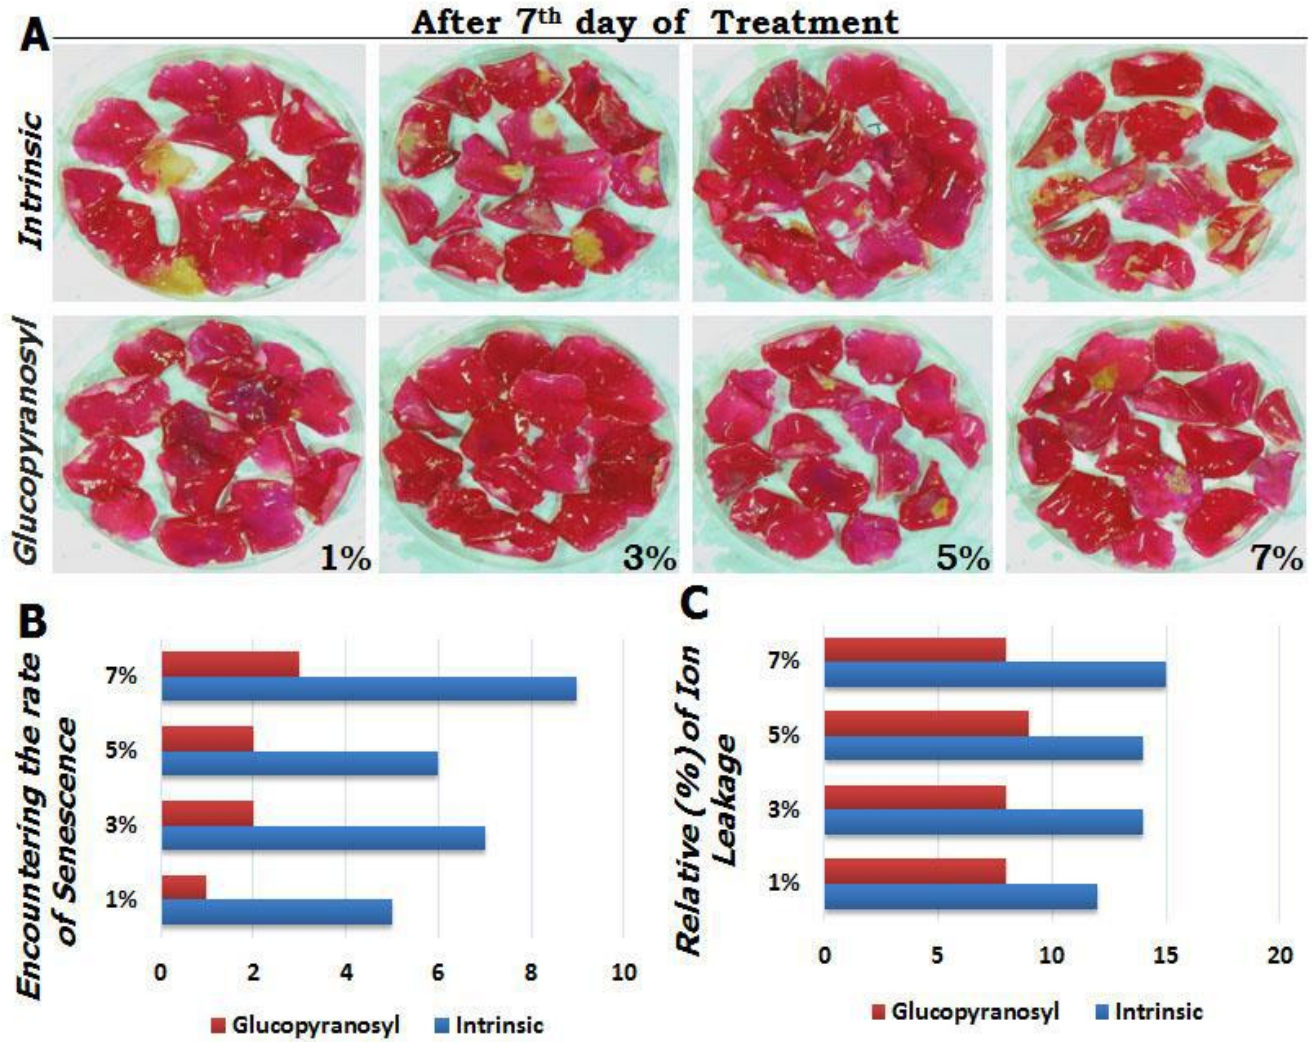 A
After 7th day of Treatment
Intrinsic
Glucopyranosyl
1%
3%
5%
7%
B
Encountering the rate
of Senescence
7%
5%
3%
1%
0 2 4 6 8 10
Glucopyranosyl Intrinsic
C
Relative (%) of Ion
Leakage
7%
5%
3%
1%
0 5 10 15 20
Glucopyranosyl Intrinsic